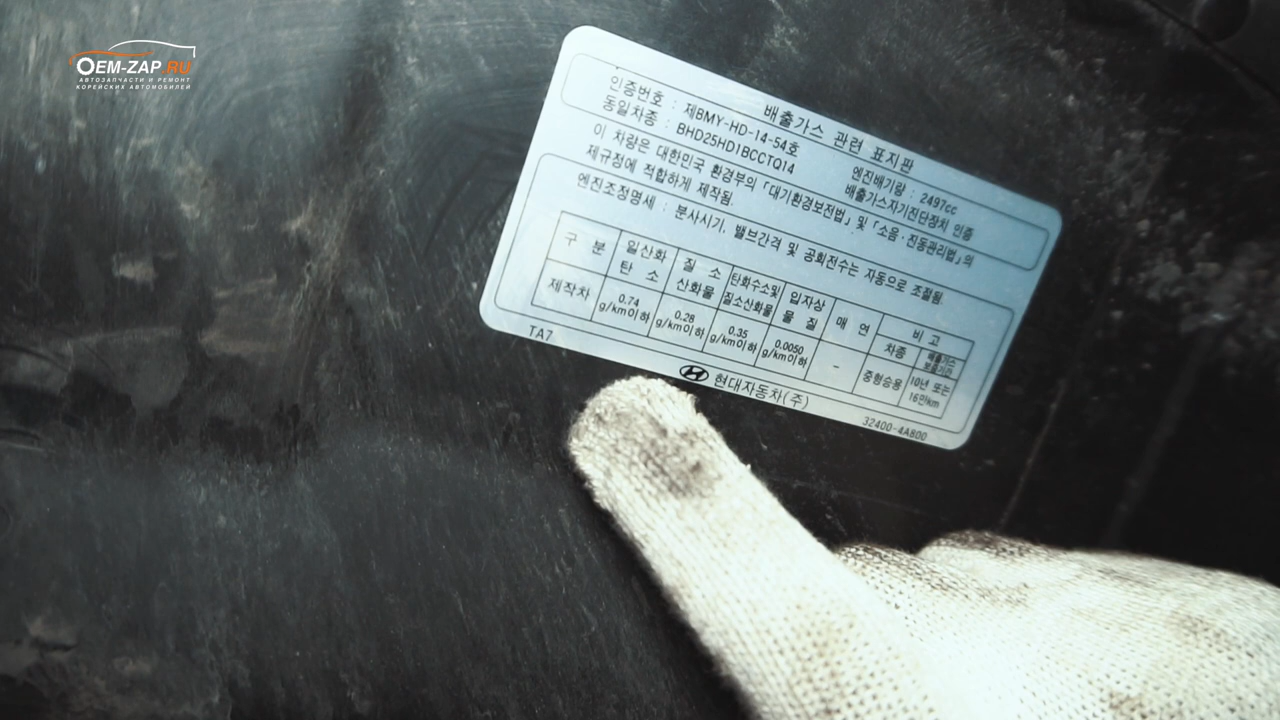 OEM-ZAP.RU
АВТОЗАПЧАСТИ И РЕМОНТ
КОРЕЙСКИХ АВТОМОБИЛЕЙ
배출가스 관련 표지판
인증번호 : 제BMY-HD-14-54호 엔진배기량 : 2497cc
동일차종 : BHD25HD1BCCTQ14 배출가스자기진단장치 인증
이 차량은 대한민국 환경부의 「대기환경보전법」 및 「소음·진동관리법」의
제규정에 적합하게 제작됨.
엔진조정명세 : 분사시기, 밸브간격 및 공회전수는 자동으로 조절됨.
구 분 일산화탄소 질소산화물 탄화수소및질소산화물 입자상물질 매 연 비 고
차종 배출가스보증기간
제작차 0.74 g/km이하 0.28 g/km이하 0.35 g/km이하 0.0050 g/km이하 - 중형승용 10년 또는 16만km
TA7
현대자동차(주)
32400-4A800